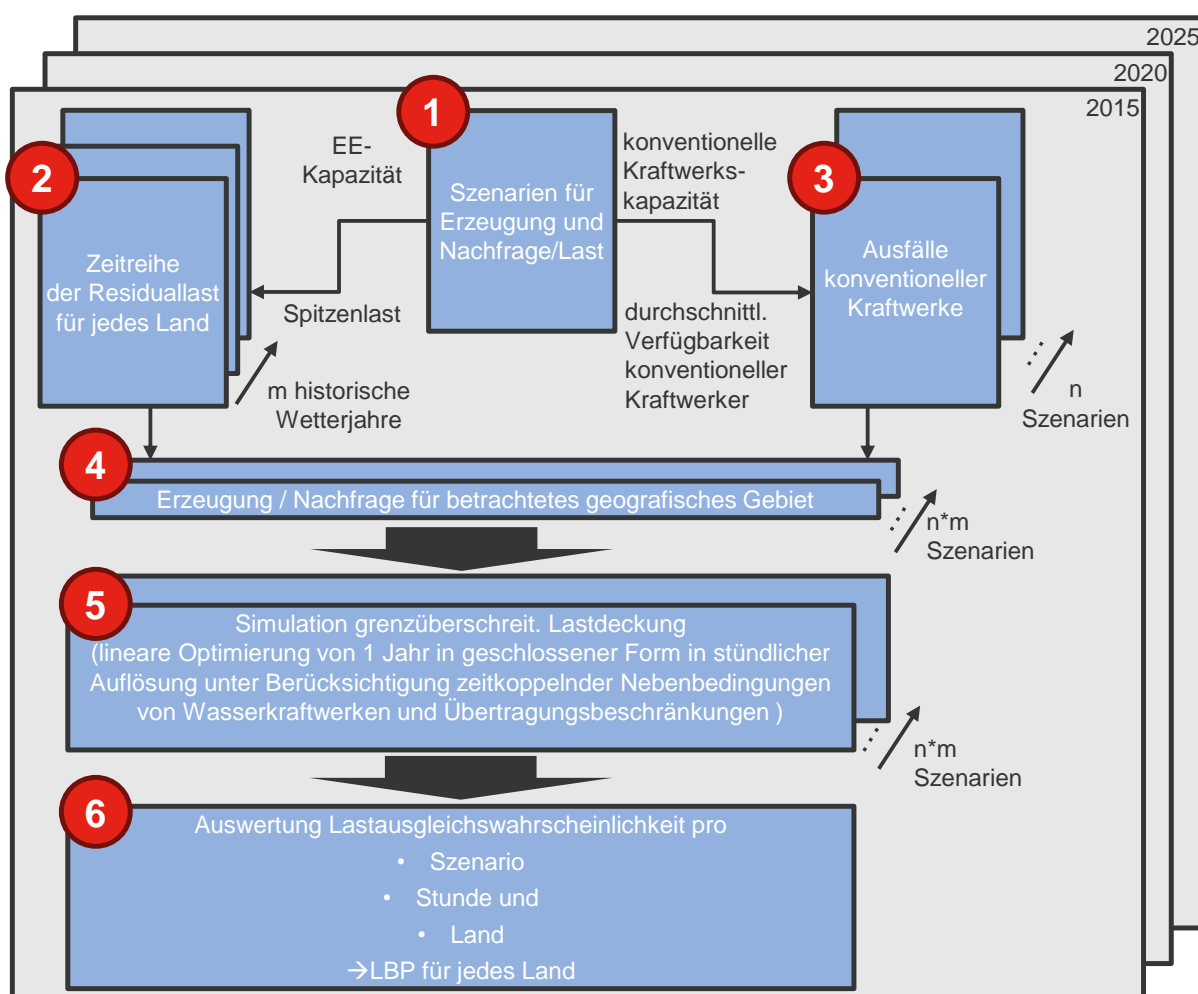 2025
2020
2015
1
EE-
Kapazität
konventionelle
Kraftwerks-
kapazität
2
3
Szenarien für
Erzeugung und
Nachfrage/Last
Zeitreihe
der Residuallast
für jedes Land
Ausfälle
konventioneller
Kraftwerke
Spitzenlast
durchschnittl.
Verfügbarkeit
konventioneller
Kraftwerker
m historische
Wetterjahre
n
Szenarien
4
Erzeugung / Nachfrage für betrachtetes geografisches Gebiet
n*m
Szenarien
5
Simulation grenzüberschreit. Lastdeckung
(lineare Optimierung von 1 Jahr in geschlossener Form in stündlicher
Auflösung unter Berücksichtigung zeitkoppelnder Nebenbedingungen
von Wasserkraftwerken und Übertragungsbeschränkungen )
n*m
Szenarien
6
Auswertung Lastausgleichswahrscheinlichkeit pro
• Szenario
• Stunde und
• Land
→LBP für jedes Land